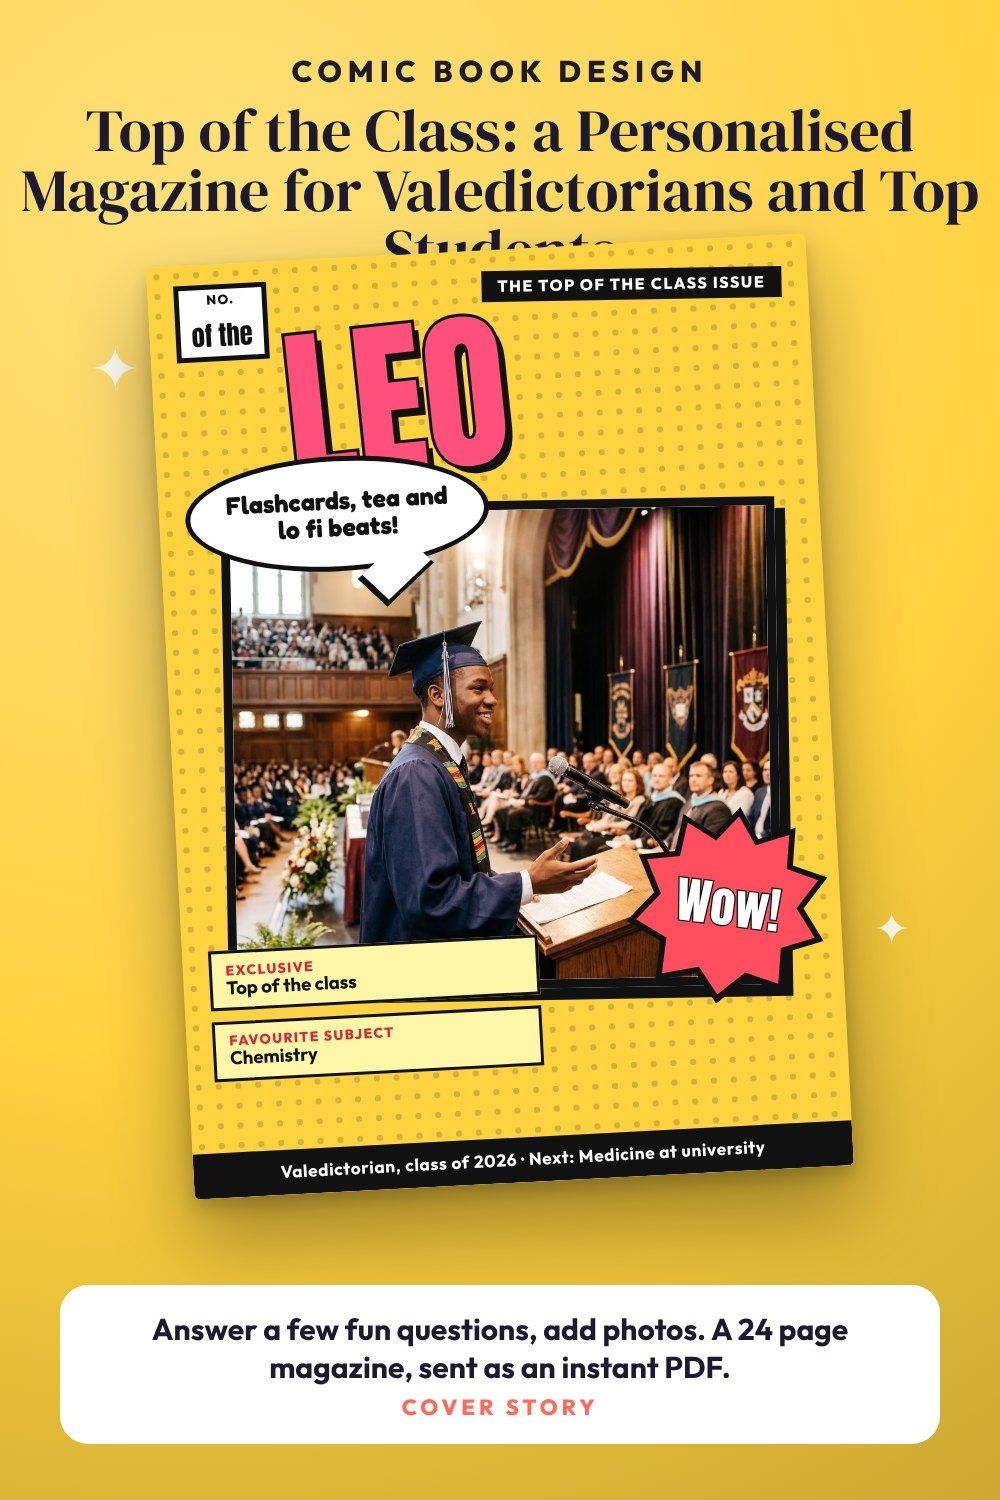 COMIC BOOK DESIGN
Top of the Class: a Personalised
Magazine for Valedictorians and Top
Students
NO.
of the
THE TOP OF THE CLASS ISSUE
LEO
Flashcards, tea and
lo fi beats!
Wow!
EXCLUSIVE
Top of the class
FAVOURITE SUBJECT
Chemistry
Valedictorian, class of 2026 · Next: Medicine at university
Answer a few fun questions, add photos. A 24 page
magazine, sent as an instant PDF.
COVER STORY